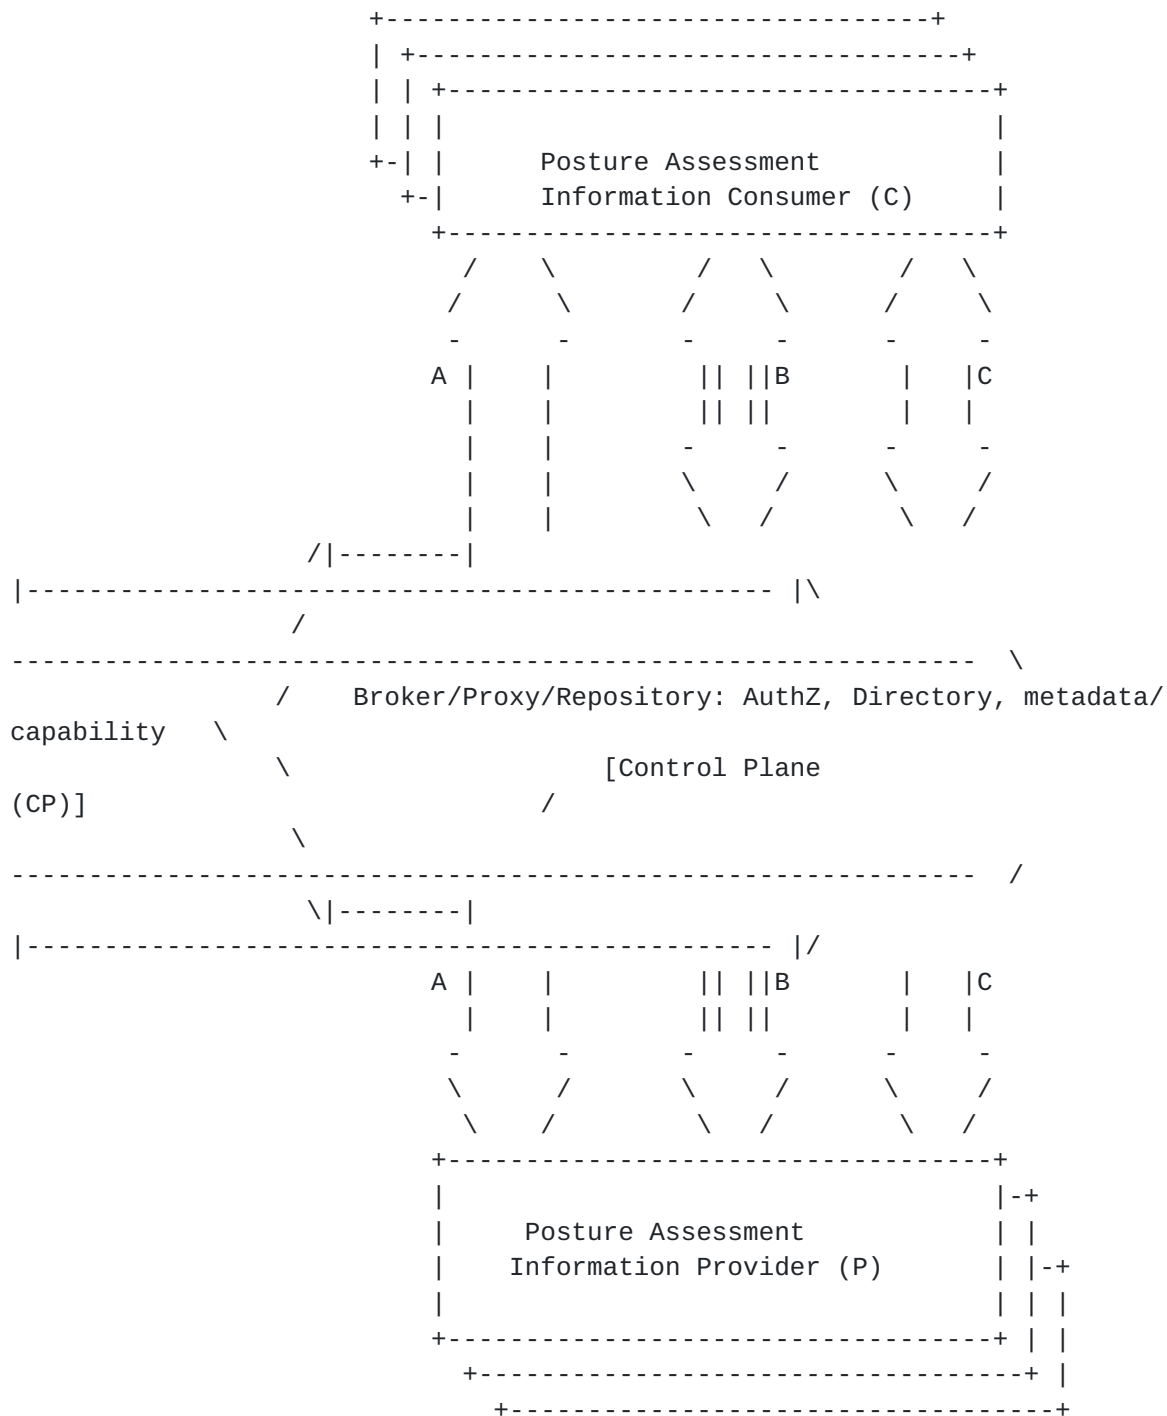 Posture Assessment
Information Consumer (C)
A B C
Broker/Proxy/Repository: AuthZ, Directory, metadata/
capability
[Control Plane
(CP)]
A B C
Posture Assessment
Information Provider (P)